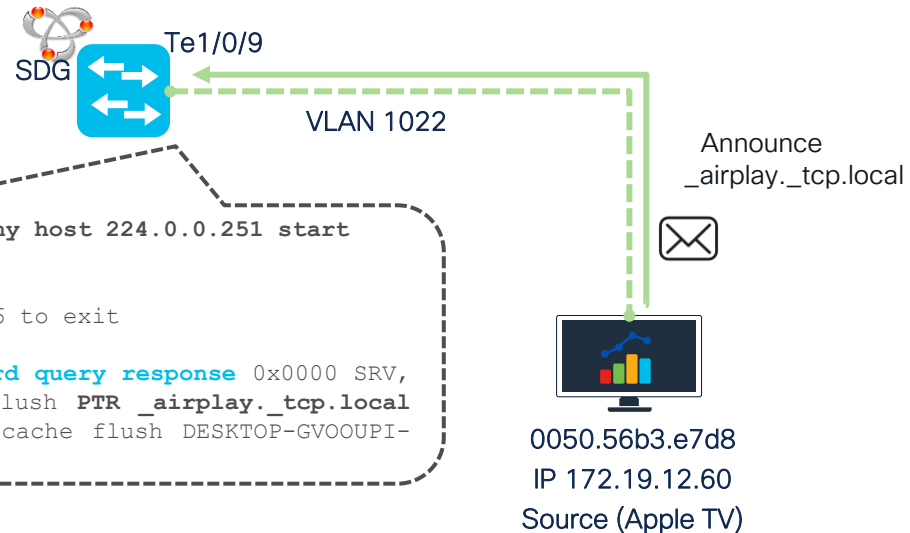 Te1/0/9
SDG
VLAN 1022
Announce
_airplay._tcp.local
host 224.0.0.251 start
to exit
query response 0x0000 SRV,
PTR _airplay._tcp.local
cache flush DESKTOP-GVOOUPI-
0050.56b3.e7d8
IP 172.19.12.60
Source (Apple TV)